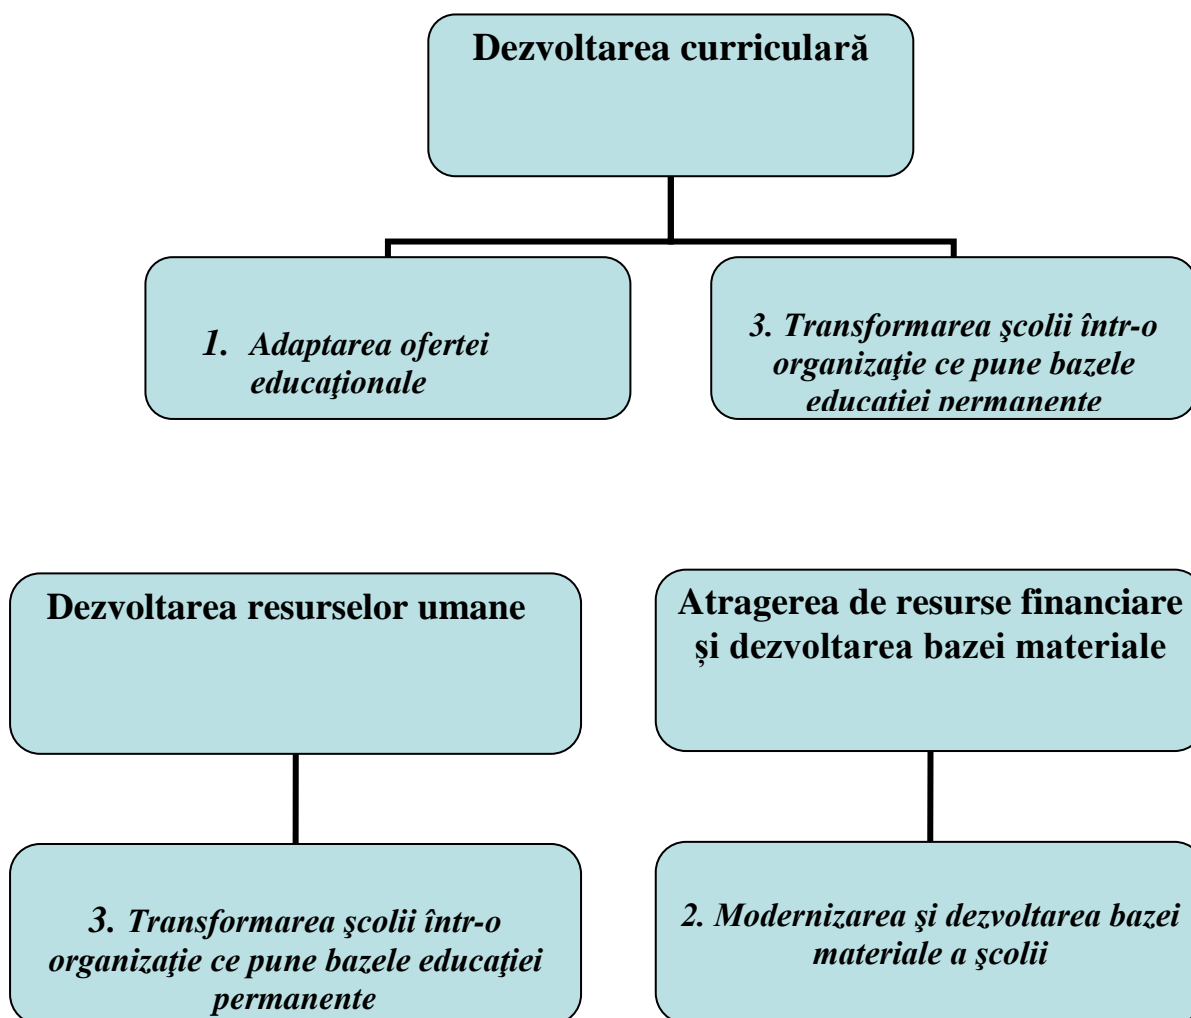 Dezvoltarea curriculară
1. Adaptarea ofertei
educaţionale
3. Transformarea şcolii într-o
organizaţie ce pune bazele
educaţiei permanente
Dezvoltarea resurselor umane
Atragerea de resurse financiare
și dezvoltarea bazei materiale
3. Transformarea şcolii într-o
organizaţie ce pune bazele educaţiei
permanente
2. Modernizarea şi dezvoltarea bazei
materiale a şcolii